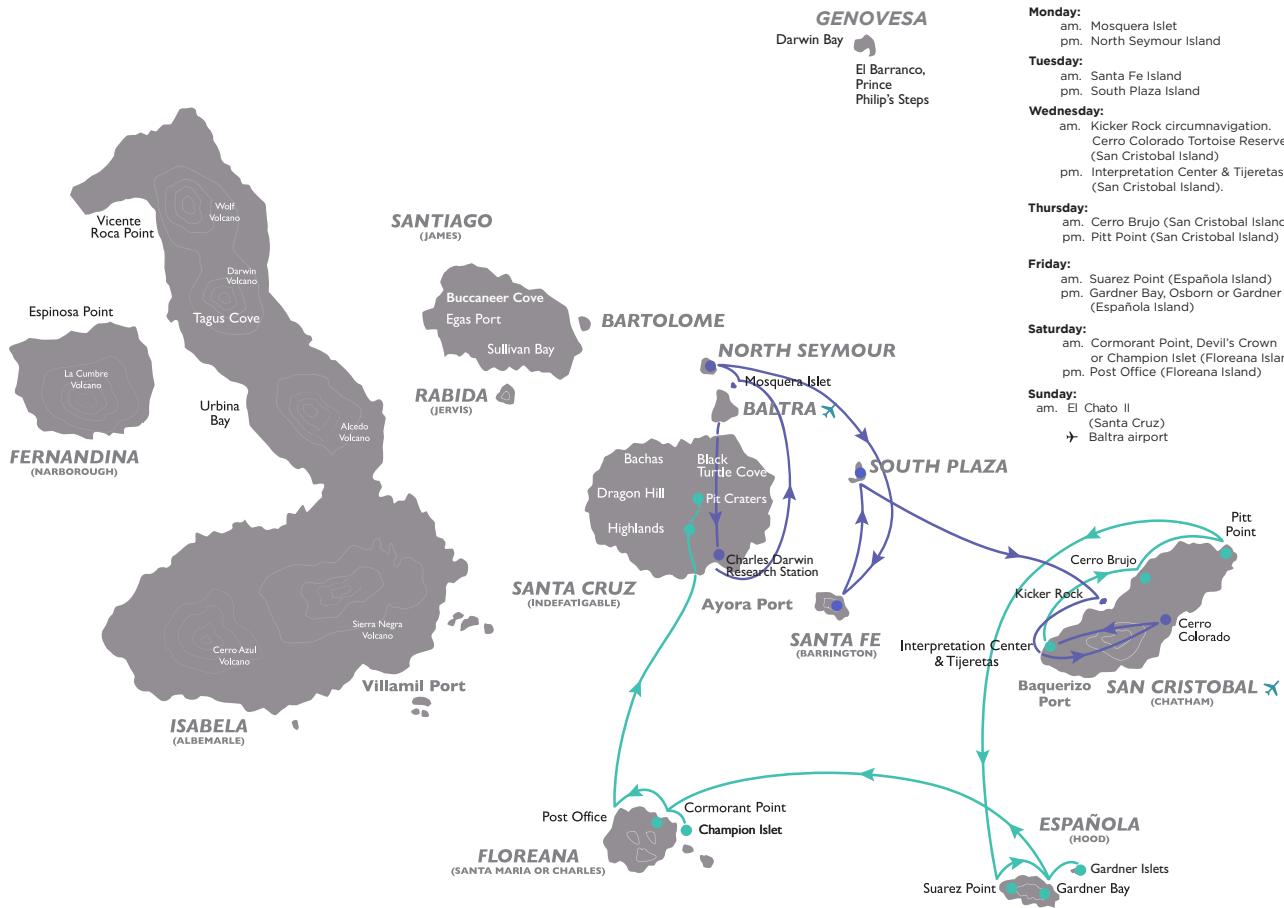 GENOVESA
Darwin Bay
El Barranco,
Prince
Philip's Steps
Monday:
am. Mosquera Islet
pm. North Seymour Island
Tuesday:
am. Santa Fe Island
pm. South Plaza Island
Wednesday:
am. Kicker Rock circumnavigation.
Cerro Colorado Tortoise Reserve
(San Cristobal Island)
pm. Interpretation Center & Tijeretas
(San Cristobal Island).
Thursday:
am. Cerro Brujo (San Cristobal Island
pm. Pitt Point (San Cristobal Island)
Friday:
am. Suarez Point (Española Island)
pm. Gardner Bay, Osborn or Gardner
(Española Island)
Saturday:
am. Cormorant Point, Devil's Crown
or Champion Islet (Floreana Islan
pm. Post Office (Floreana Island)
Sunday:
am. El Chato II
(Santa Cruz)
Baltra airport
Wolf
Volcano
Vicente
Roca Point
Darwin
Volcano
Tagus Cove
Espinosa Point
La Cumbre
Volcano
FERNANDINA
(NARBOROUGH)
Urbina
Bay
Alcedo
Volcano
SANTIAGO
(JAMES)
Buccaneer Cove
Egas Port
Sullivan Bay
BARTOLOME
RABIDA
(JERVIS)
NORTH SEYMOUR
Mosquera Islet
BALTRA
Bachas
Black
Turtle Cove
Dragon Hill
Pit Craters
Highlands
Charles Darwin
Research Station
SANTA CRUZ
(INDEFATIGABLE)
Ayora Port
SOUTH PLAZA
SANTA FE
(BARRINGTON)
Pitt
Point
Cerro Brujo
Kicker Rock
Cerro
Colorado
Interpretation Center
& Tijeretas
Baquerizo
Port
SAN CRISTOBAL
(CHATHAM)
Sierra Negra
Volcano
Cerro Azul
Volcano
Villamil Port
ISABELA
(ALBEMARLE)
Post Office
Cormorant Point
Champion Islet
FLOREANA
(SANTA MARIA OR CHARLES)
ESPAÑOLA
(HOOD)
Gardner Islets
Suarez Point
Gardner Bay